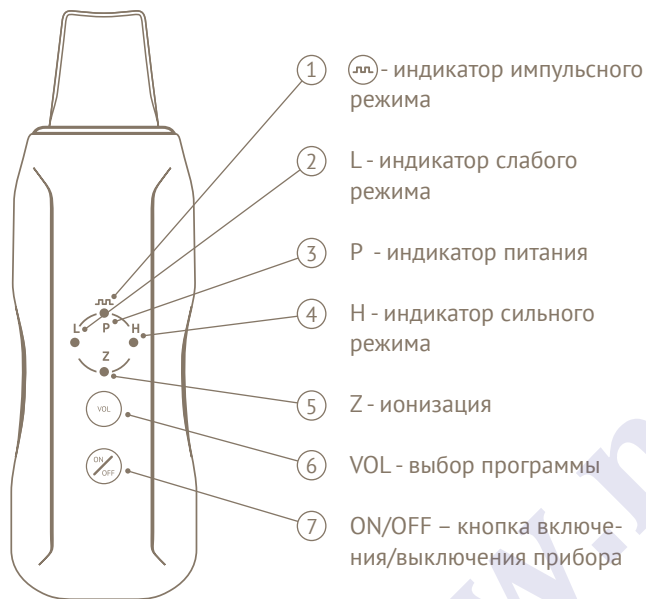 1 - индикатор импульсного
режима
2 L - индикатор слабого
режима
3 P - индикатор питания
4 H - индикатор сильного
режима
5 Z - ионизация
6 VOL - выбор программы
7 ON/OFF – кнопка включе-
ния/выключения прибора
L P H
Z
VOL
ON
OFF